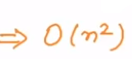 ⇒ O(n²)